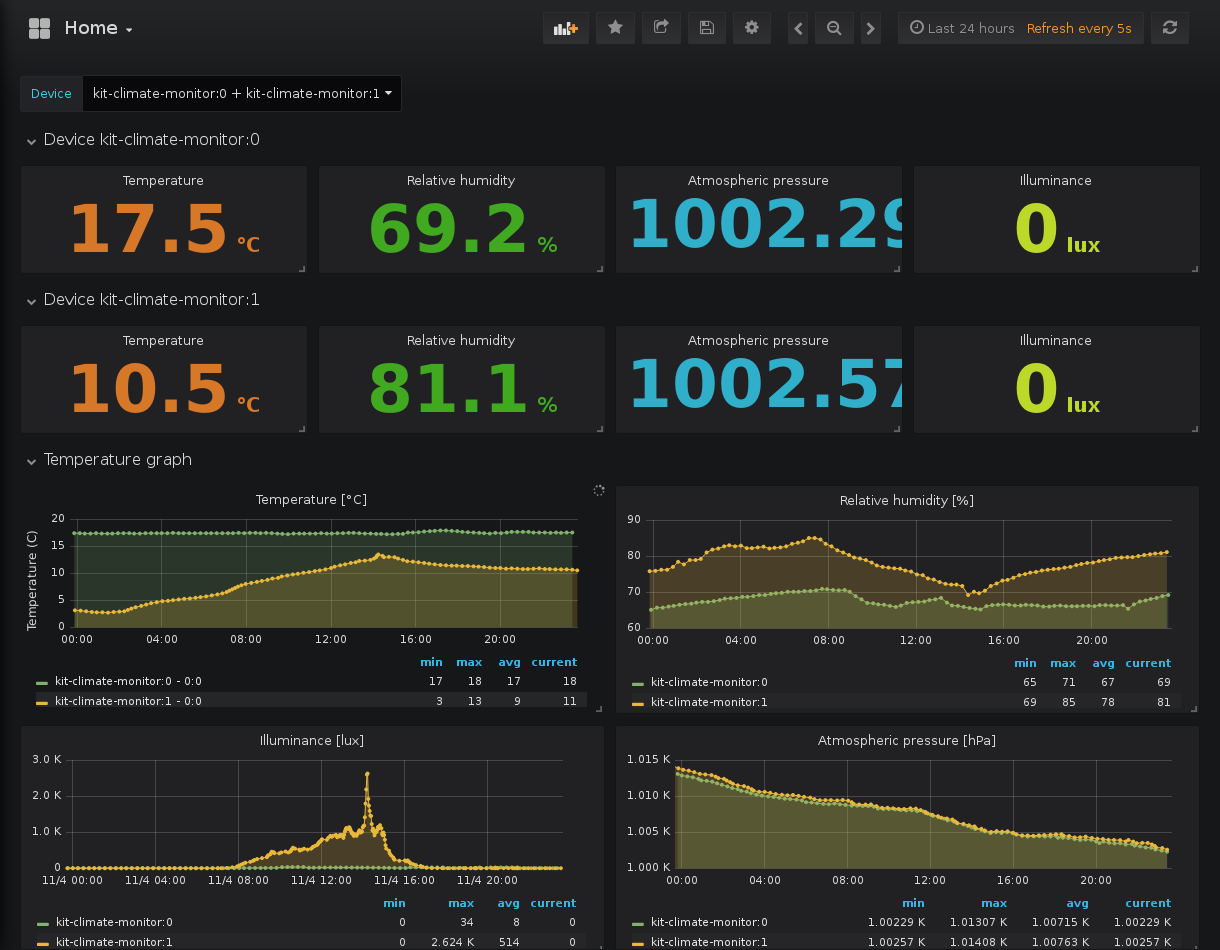 Home
Last 24 hours Refresh every 5s
Device kit-climate-monitor:0 + kit-climate-monitor:1
Device kit-climate-monitor:0
Temperature Relative humidity Atmospheric pressure Illuminance
17.5 °C 69.2 % 1002.29 0 lux
Device kit-climate-monitor:1
Temperature Relative humidity Atmospheric pressure Illuminance
10.5 °C 81.1 % 1002.57 0 lux
Temperature graph
Temperature [°C]
Temperature (C)
20
15
10
5
0
00:00 04:00 08:00 12:00 16:00 20:00
min max avg current
kit-climate-monitor:0 - 0:0 17 18 17 18
kit-climate-monitor:1 - 0:0 3 13 9 11
Relative humidity [%]
90
80
70
60
00:00 04:00 08:00 12:00 16:00 20:00
min max avg current
kit-climate-monitor:0 65 71 67 69
kit-climate-monitor:1 69 85 78 81
Illuminance [lux]
3.0 K
2.0 K
1.0 K
0
11/4 00:00 11/4 04:00 11/4 08:00 11/4 12:00 11/4 16:00 11/4 20:00
min max avg current
kit-climate-monitor:0 0 34 8 0
kit-climate-monitor:1 0 2.624 K 514 0
Atmospheric pressure [hPa]
1.015 K
1.010 K
1.005 K
1.000 K
00:00 04:00 08:00 12:00 16:00 20:00
min max avg current
kit-climate-monitor:0 1.00229 K 1.01307 K 1.00715 K 1.00229 K
kit-climate-monitor:1 1.00257 K 1.01408 K 1.00763 K 1.00257 K